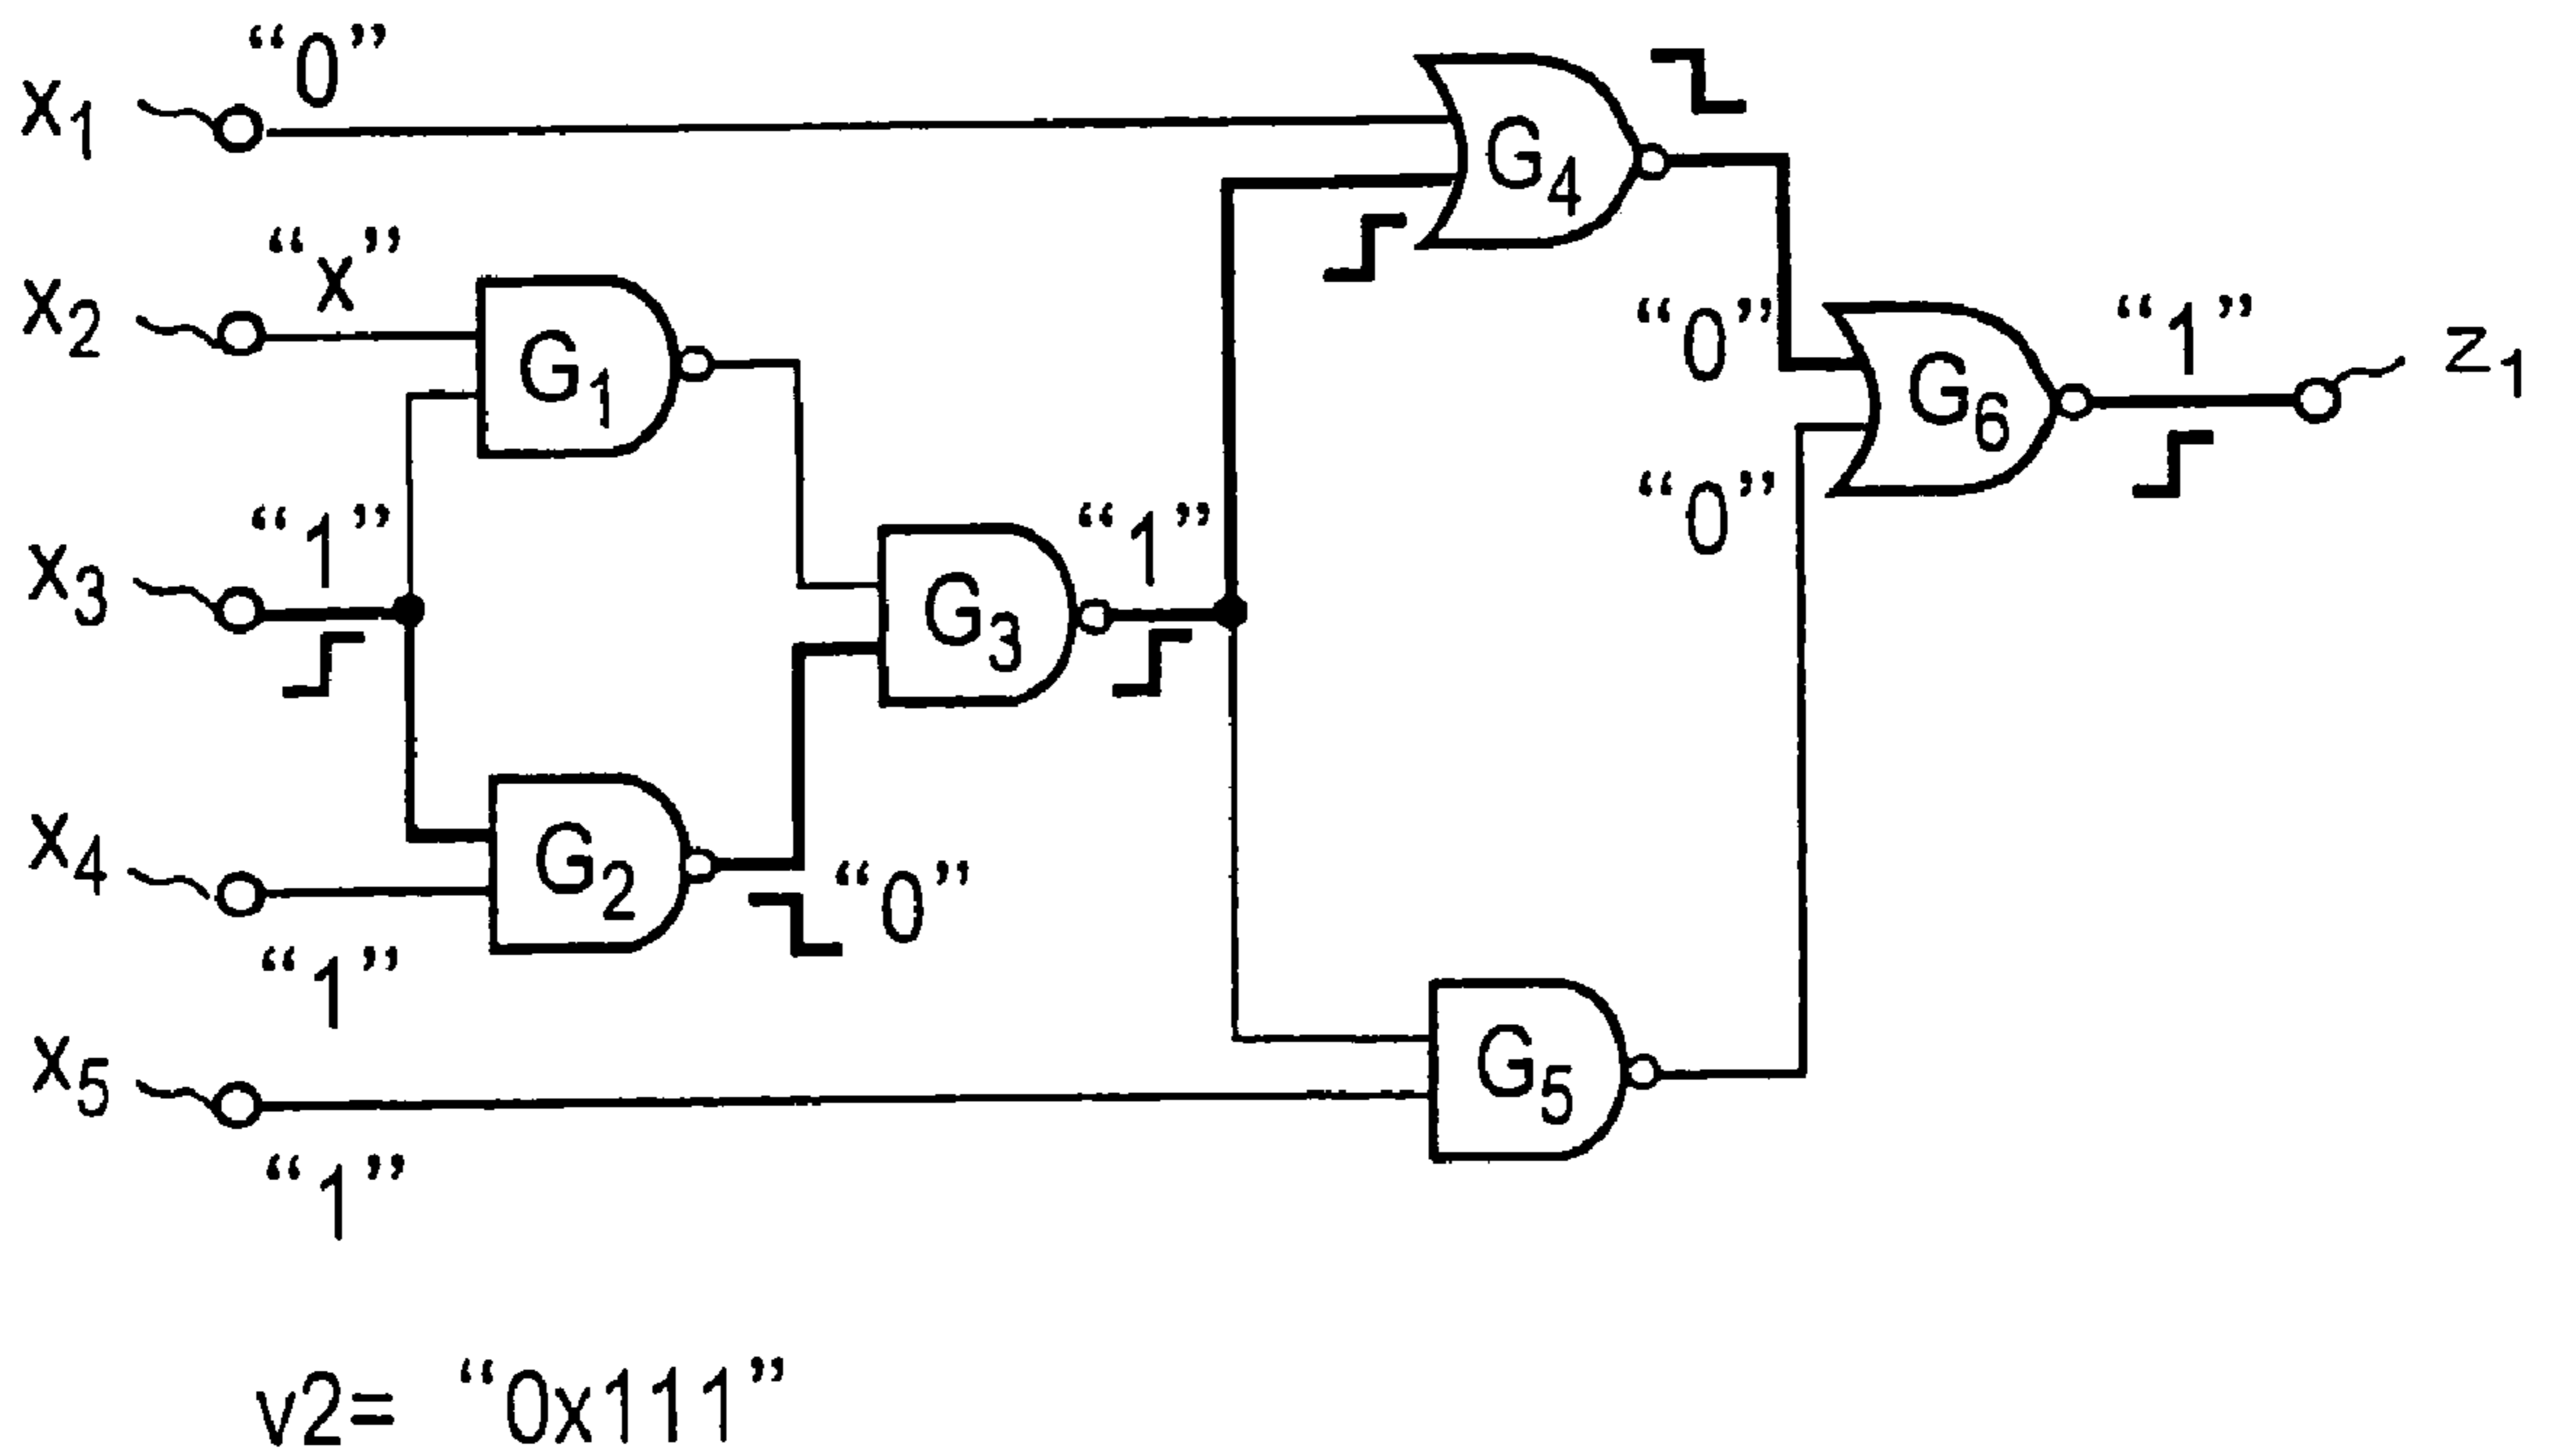 x1 “0”
G4
x2 “x”
G1
“0” “1” z1
G6
“0”
x3 “1”
G3 “1”
x4 “1”
G2 “0”
x5 “1”
G5
v2= “0x111”